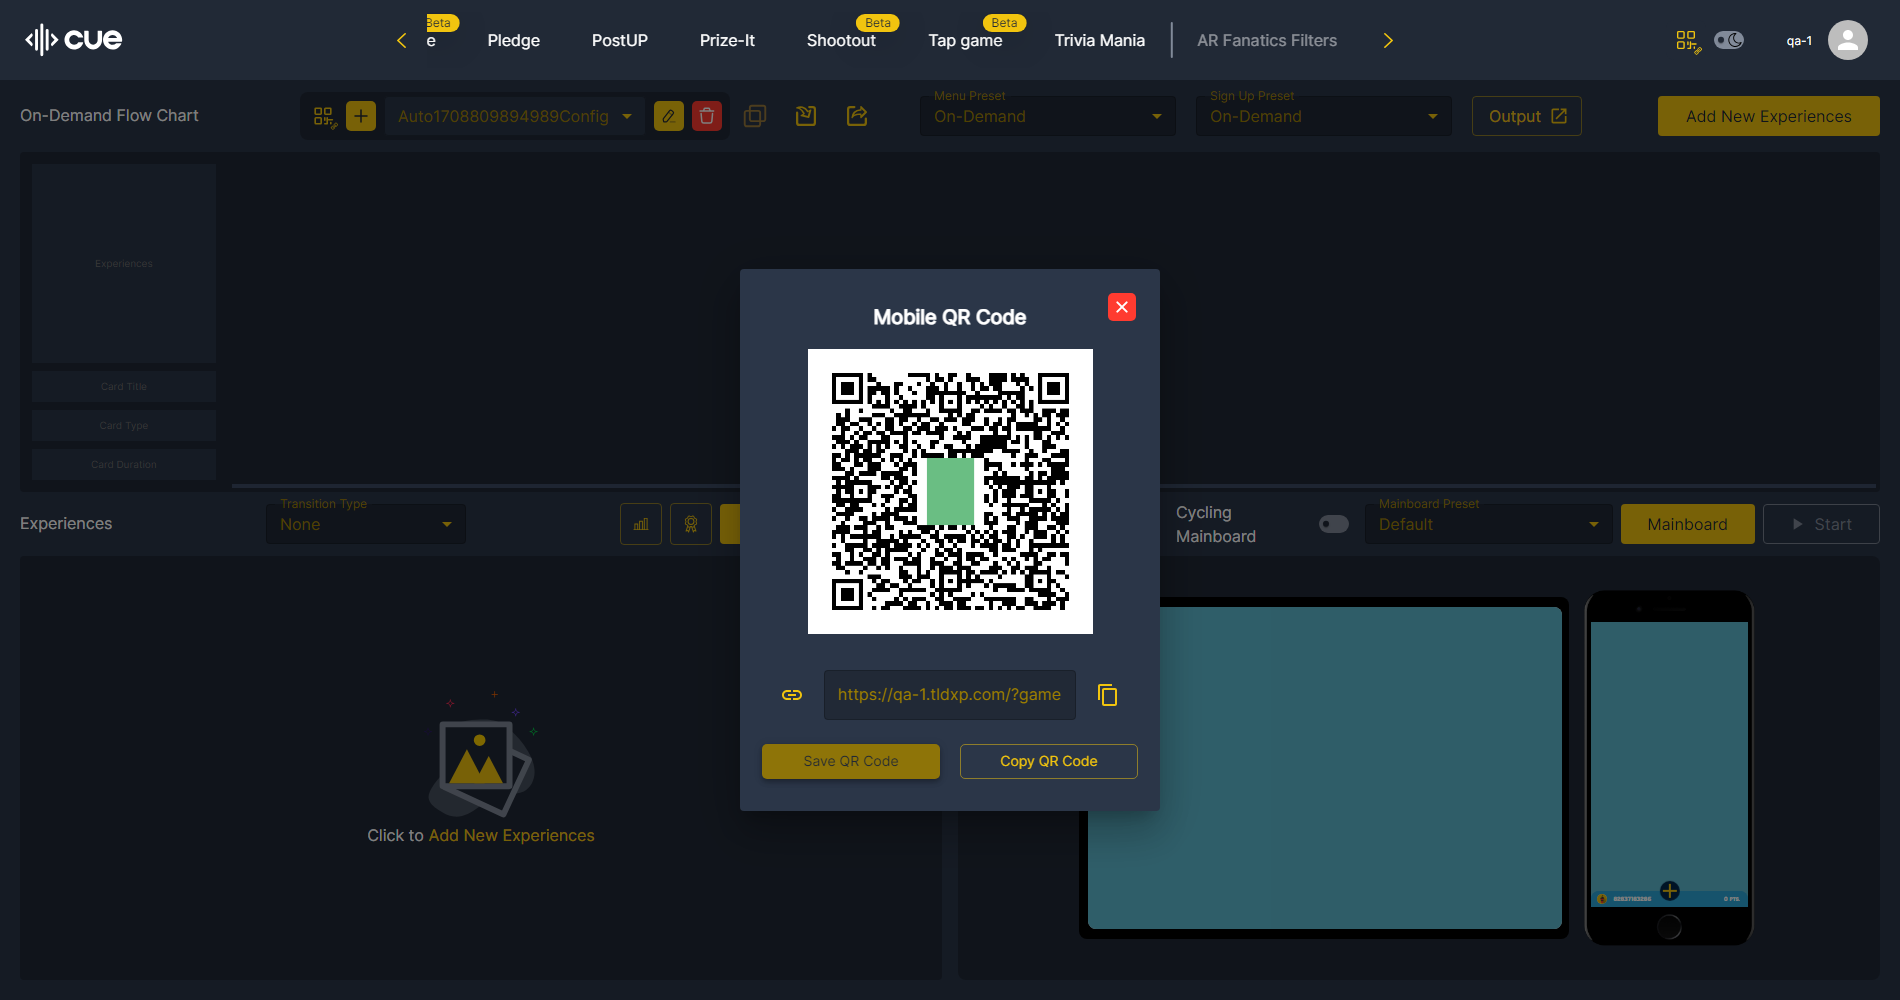 cue
Beta
e
Pledge
PostUP
Prize-It
Beta
Shootout
Beta
Tap game
Trivia Mania
AR Fanatics Filters
qa-1
On-Demand Flow Chart
Auto1708809894989Config
Menu Preset
On-Demand
Sign Up Preset
On-Demand
Output
Add New Experiences
Experiences
Card Title
Card Type
Card Duration
Mobile QR Code
https://qa-1.tldxp.com/?game
Save QR Code
Copy QR Code
Experiences
Transition Type
None
Cycling
Mainboard
Mainboard Preset
Default
Mainboard
Start
Click to Add New Experiences
0 PTS.